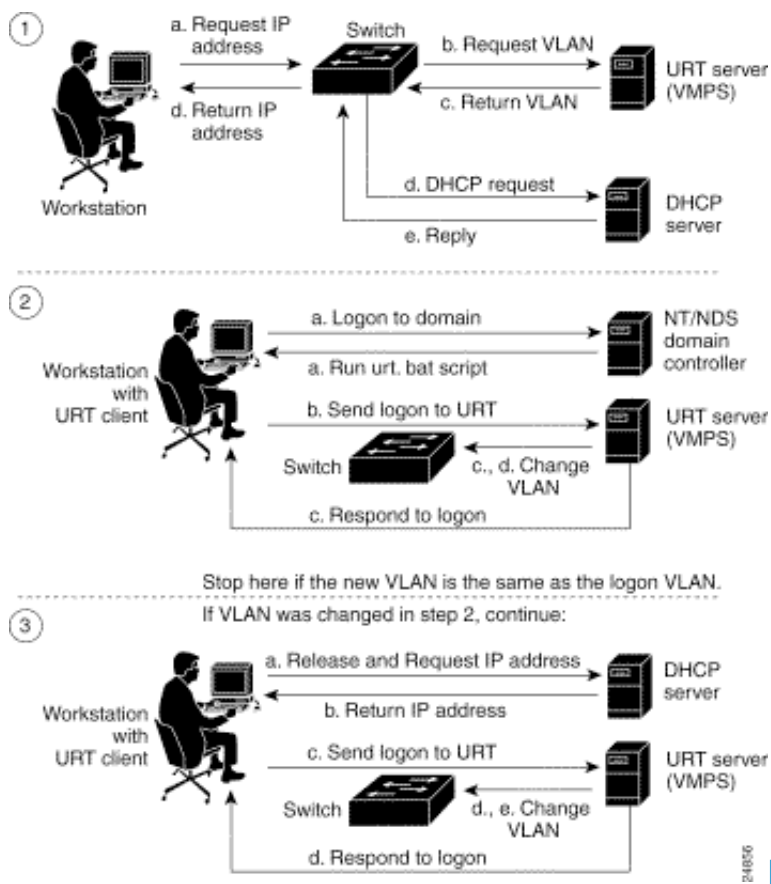 1
a. Request IP
address
Switch
b. Request VLAN
URT server
(VMPS)
c. Return VLAN
d. Return IP
address
Workstation
d. DHCP request
DHCP
server
e. Reply
2
a. Logon to domain
NT/NDS
domain
controller
a. Run urt. bat script
Workstation
with
URT client
b. Send logon to URT
URT server
(VMPS)
Switch
c., d. Change
VLAN
c. Respond to logon
Stop here if the new VLAN is the same as the logon VLAN.
If VLAN was changed in step 2, continue:
3
a. Release and Request IP address
DHCP
server
b. Return IP address
Workstation
with
URT client
c. Send logon to URT
URT server
(VMPS)
Switch
d., e. Change
VLAN
d. Respond to logon
24856